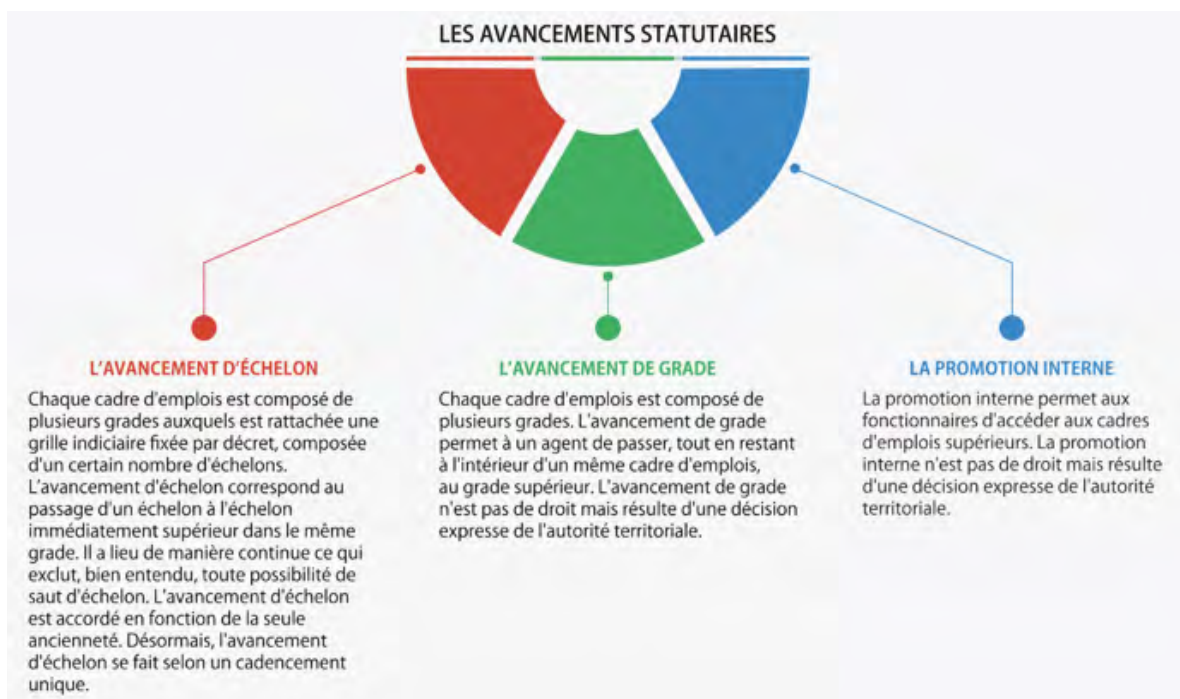 LES AVANCEMENTS STATUTAIRES
L'AVANCEMENT D'ÉCHELON
Chaque cadre d'emplois est composé de
plusieurs grades auxquels est rattachée une
grille indiciaire fixée par décret, composée
d'un certain nombre d'échelons.
L'avancement d'échelon correspond au
passage d'un échelon à l'échelon
immédiatement supérieur dans le même
grade. Il a lieu de manière continue ce qui
exclut, bien entendu, toute possibilité de
saut d'échelon. L'avancement d'échelon
est accordé en fonction de la seule
ancienneté. Désormais, l'avancement
d'échelon se fait selon un cadencement
unique.
L'AVANCEMENT DE GRADE
Chaque cadre d'emplois est composé de
plusieurs grades. L'avancement de grade
permet à un agent de passer, tout en restant
à l'intérieur d'un même cadre d'emplois,
au grade supérieur. L'avancement de grade
n'est pas de droit mais résulte d'une décision
expresse de l'autorité territoriale.
LA PROMOTION INTERNE
La promotion interne permet aux
fonctionnaires d'accéder aux cadres
d'emplois supérieurs. La promotion
interne n'est pas de droit mais résulte
d'une décision expresse de l'autorité
territoriale.